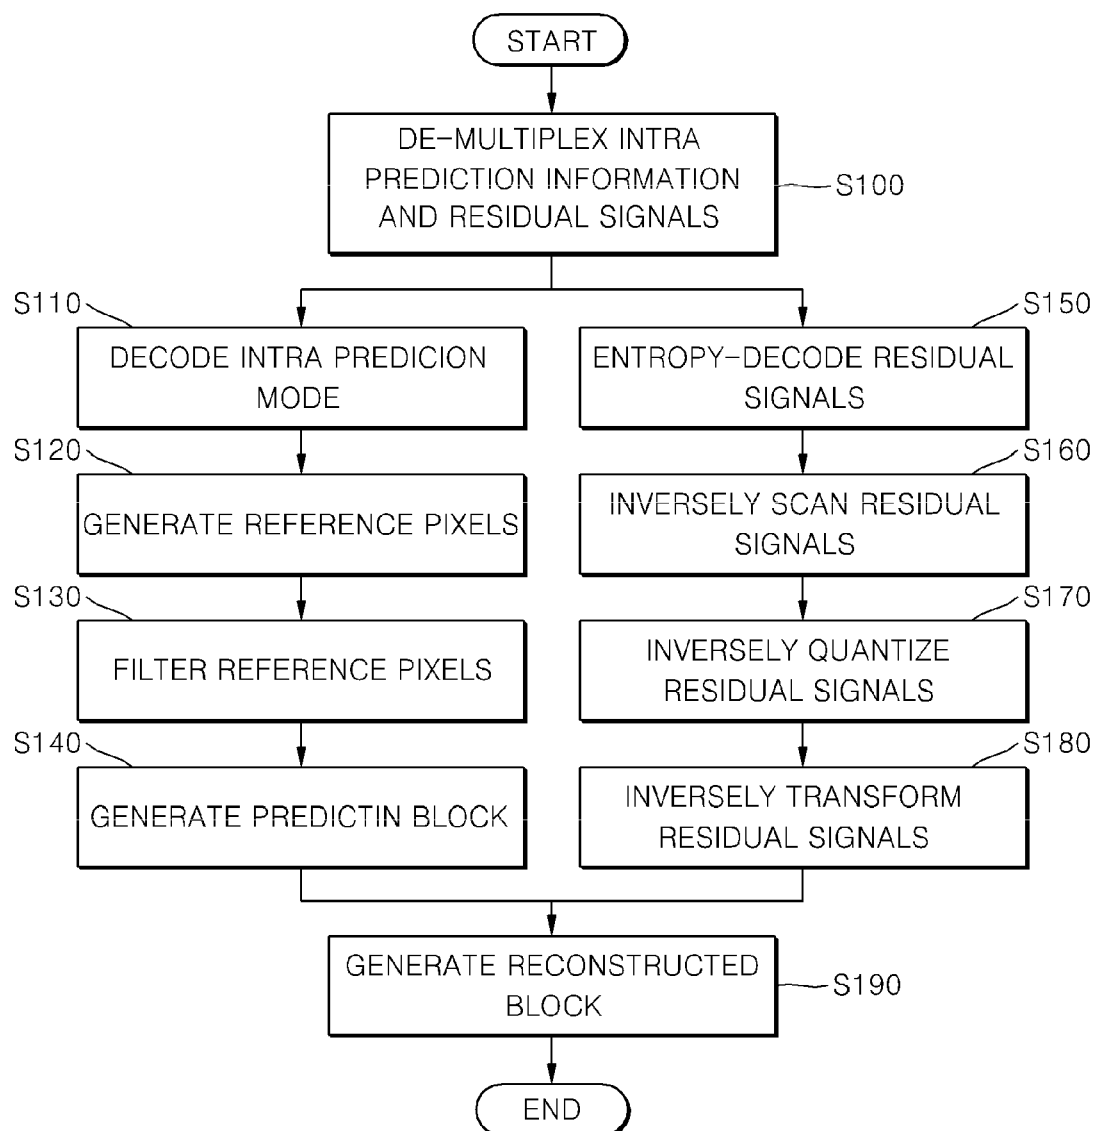 START
DE-MULTIPLEX INTRA
PREDICTION INFORMATION
AND RESIDUAL SIGNALS
S100
S110
DECODE INTRA PREDICION
MODE
S120
GENERATE REFERENCE PIXELS
S130
FILTER REFERENCE PIXELS
S140
GENERATE PREDICTIN BLOCK
S150
ENTROPY-DECODE RESIDUAL
SIGNALS
S160
INVERSELY SCAN RESIDUAL
SIGNALS
S170
INVERSELY QUANTIZE
RESIDUAL SIGNALS
S180
INVERSELY TRANSFORM
RESIDUAL SIGNALS
GENERATE RECONSTRUCTED
BLOCK
S190
END